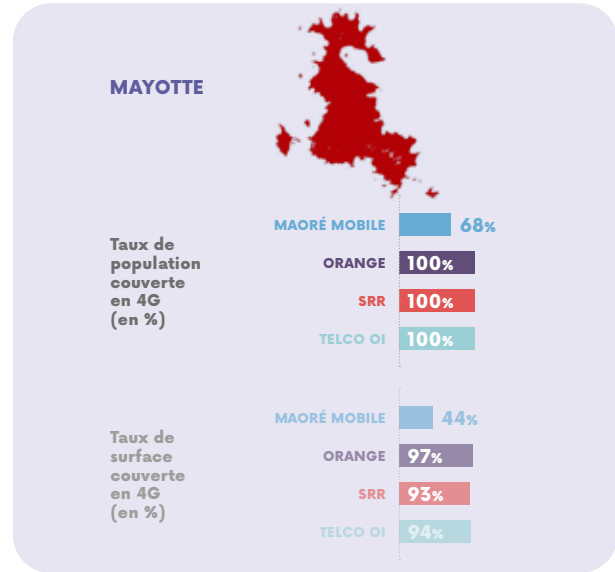 MAYOTTE
Taux de
population
couverte
en 4G
(en %)
MAORÉ MOBILE 68%
ORANGE 100%
SRR 100%
TELCO OI 100%
Taux de
surface
couverte
en 4G
(en %)
MAORÉ MOBILE 44%
ORANGE 97%
SRR 93%
TELCO OI 94%